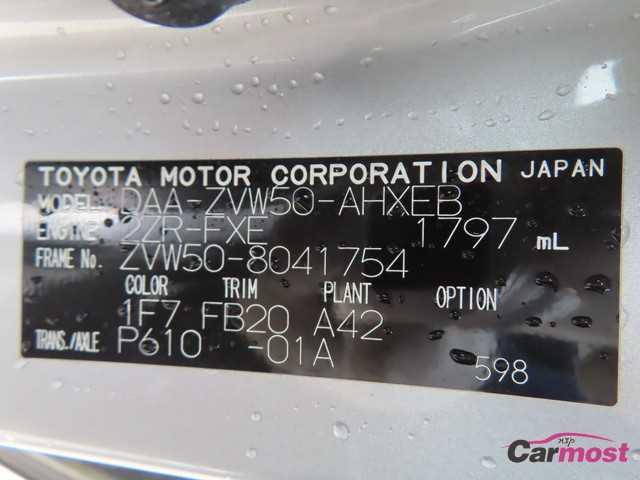 TOYOTA MOTOR CORPORATION JAPAN
MODEL DAA-ZVW50-AHXEB
ENGINE 2ZR-FXE 1797 mL
FRAME No. ZVW50-8041754
COLOR TRIM PLANT OPTION
1F7 FB20 A42
TRANS./AXLE P610 -01A
598
nxp
Carmost